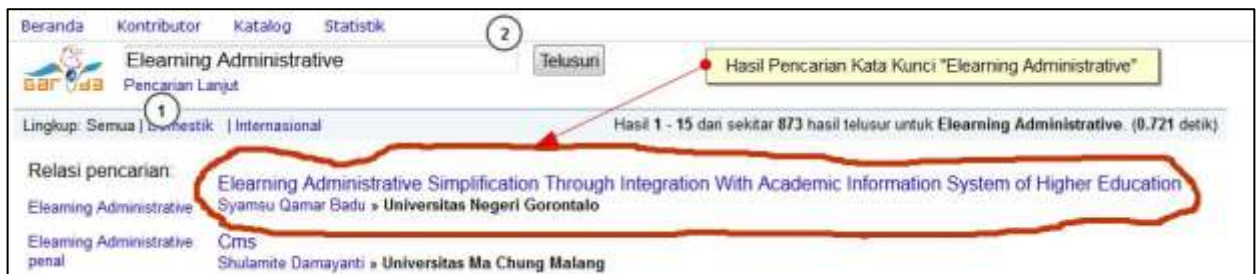 Beranda Kontributor Katalog Statistik
2
GARUDA
Elearning Administrative Telusuri
Hasil Pencarian Kata Kunci "Elearning Administrative"
Pencarian Lanjut
1
Lingkup: Semua | Domestik | Internasional Hasil 1 - 15 dari sekitar 873 hasil telusur untuk Elearning Administrative. (0.721 detik)
Relasi pencarian:
Elearning Administrative
Elearning Administrative
penal
Elearning Administrative Simplification Through Integration With Academic Information System of Higher Education
Syamsu Qamar Badu » Universitas Negeri Gorontalo
Cms
Shulamite Damayanti » Universitas Ma Chung Malang